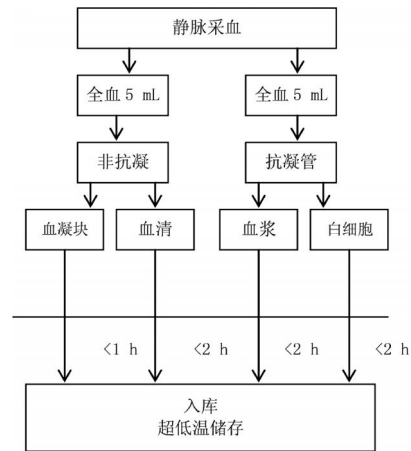 静脉采血
全血5 mL
全血5 mL
非抗凝
抗凝管
血凝块
血清
血浆
白细胞
<1 h
<2 h
<2 h
<2 h
入库
超低温储存